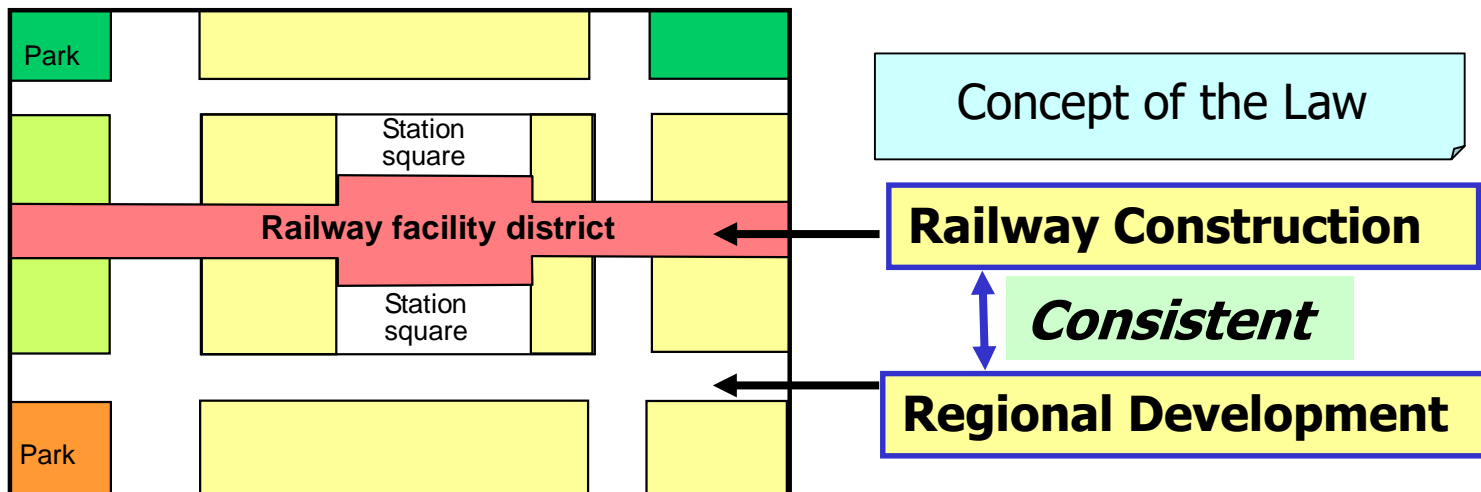 Park
Station
square
Railway facility district
Station
square
Park
Concept of the Law
Railway Construction
Consistent
Regional Development